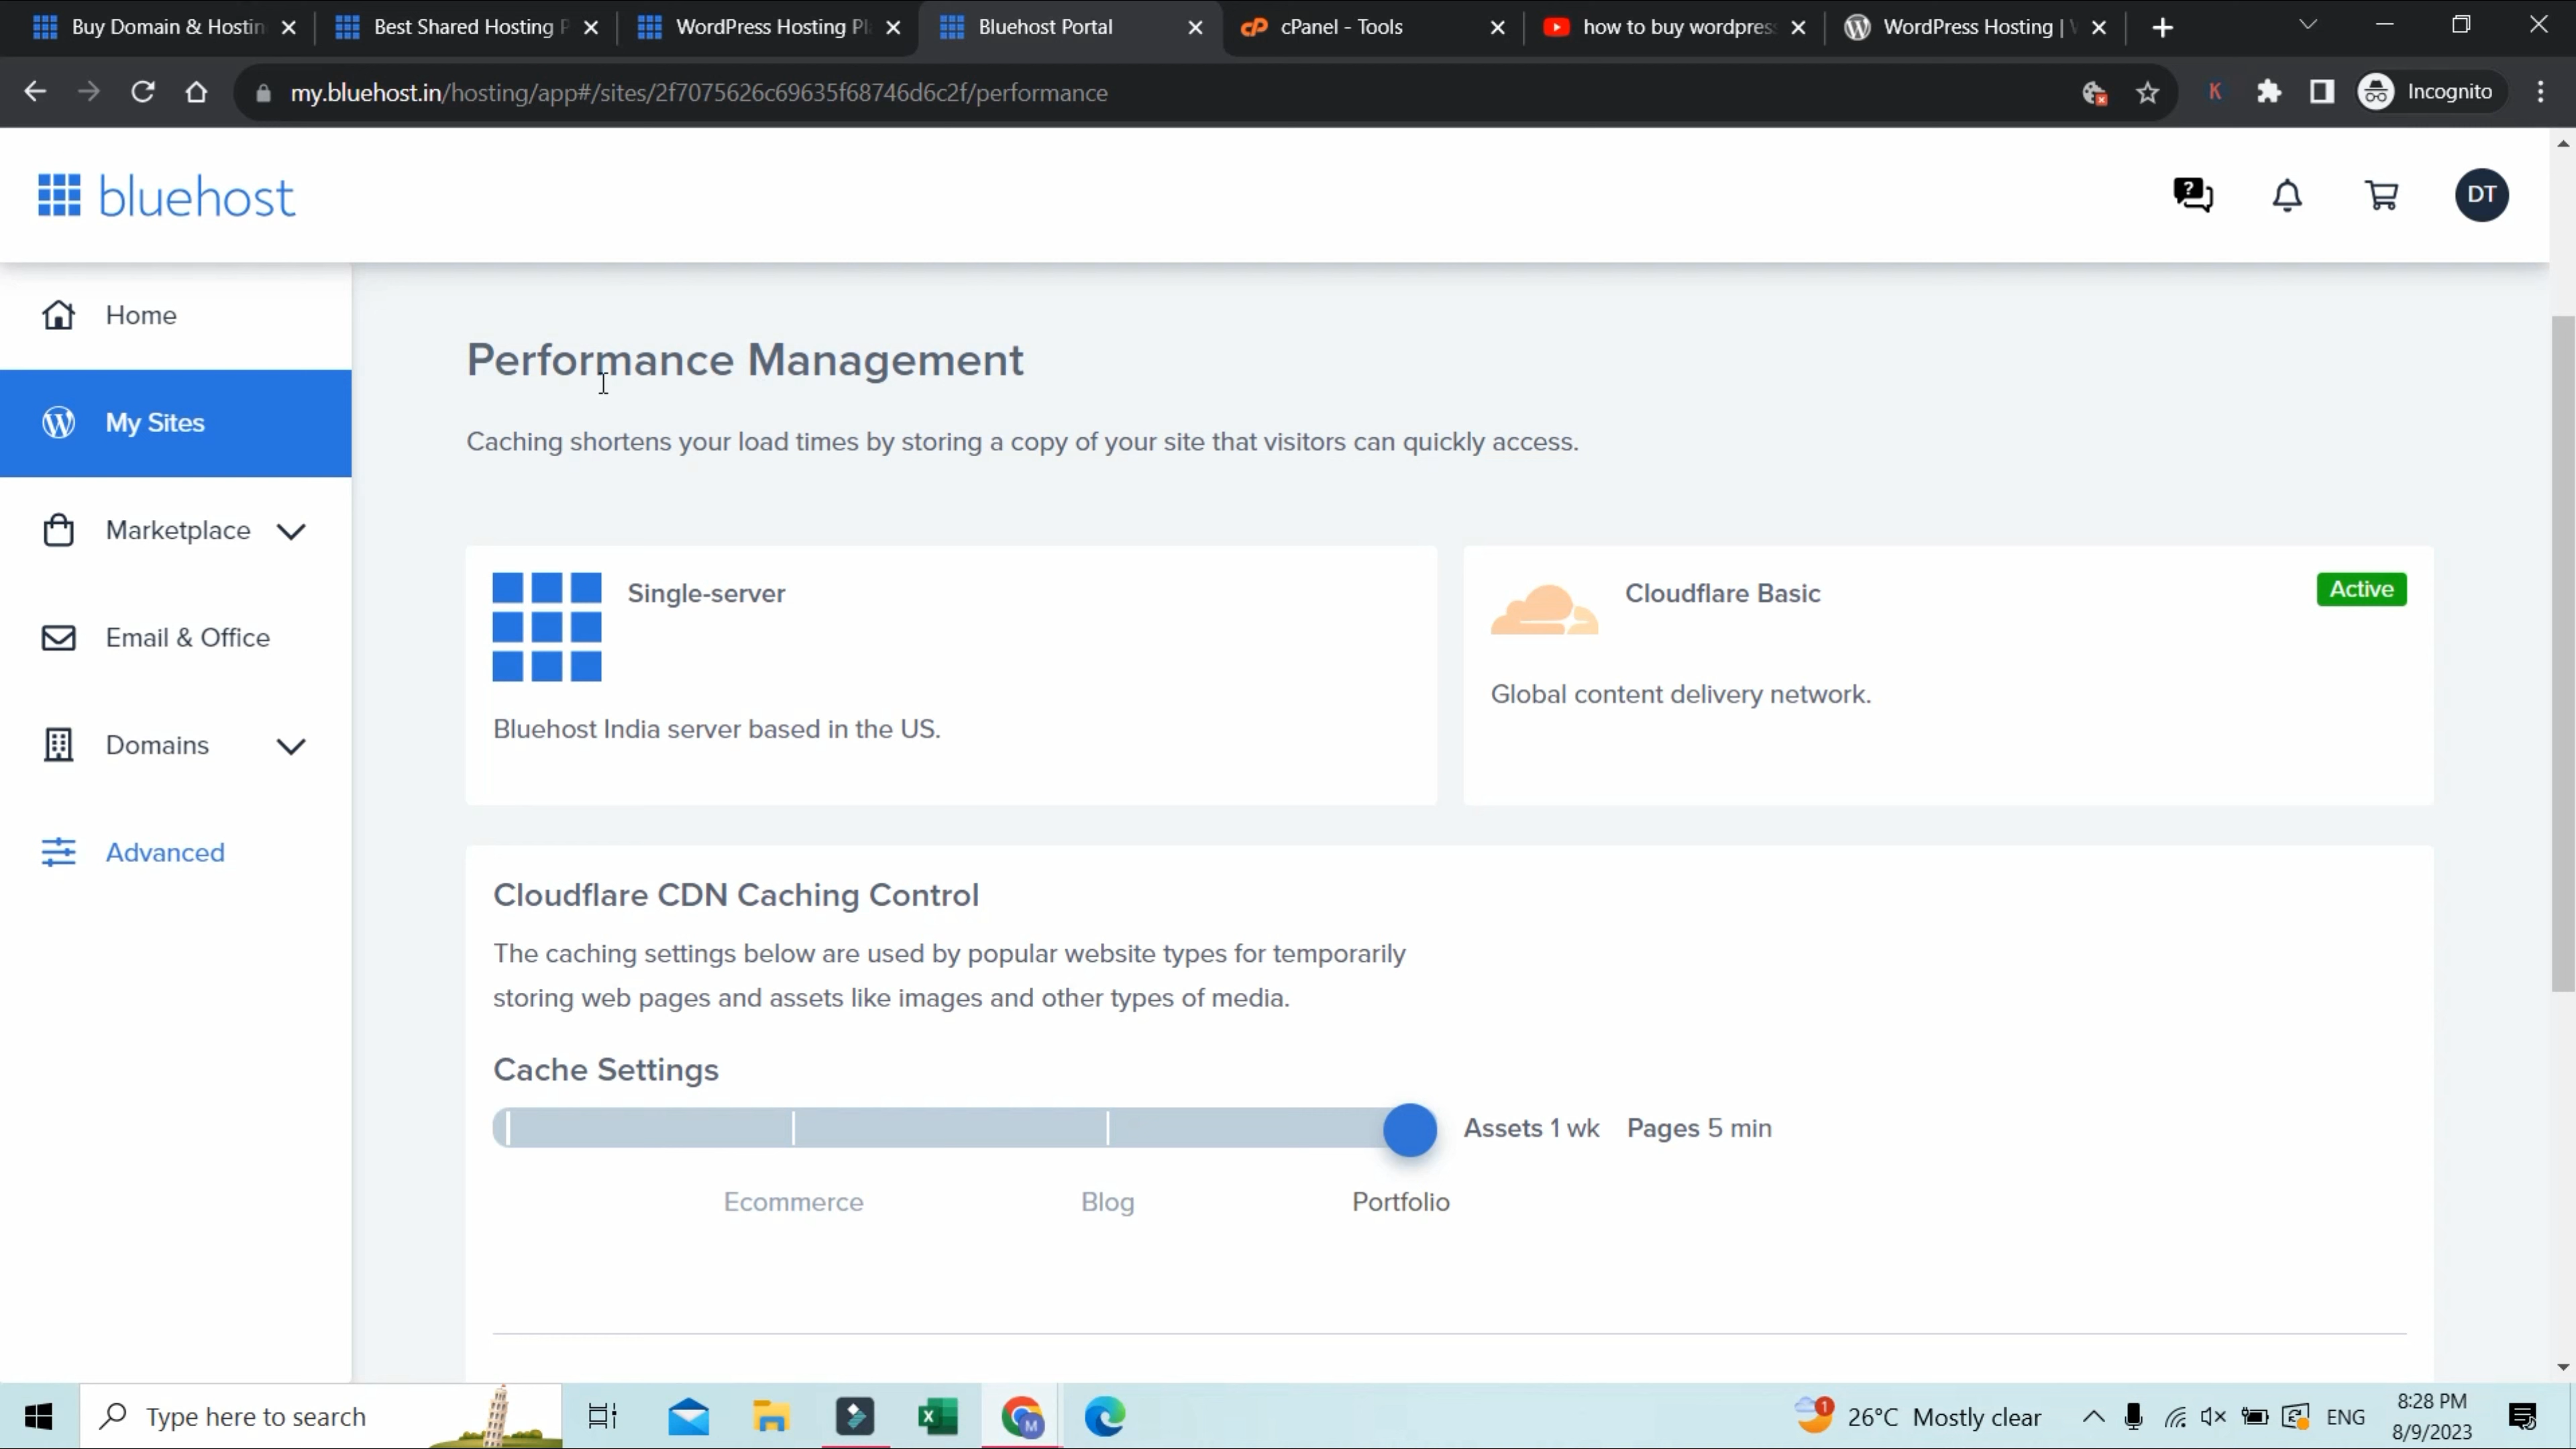 Buy Domain & Hostin
Best Shared Hosting P
WordPress Hosting Pl
Bluehost Portal
cPanel - Tools
how to buy wordpres
WordPress Hosting | W
my.bluehost.in/hosting/app#/sites/2f7075626c69635f68746d6c2f/performance
K
Incognito
bluehost
DT
Home
My Sites
Marketplace
Email & Office
Domains
Advanced
Performance Management
Caching shortens your load times by storing a copy of your site that visitors can quickly access.
Single-server
Bluehost India server based in the US.
Cloudflare Basic
Active
Global content delivery network.
Cloudflare CDN Caching Control
The caching settings below are used by popular website types for temporarily
storing web pages and assets like images and other types of media.
Cache Settings
Assets 1 wk Pages 5 min
Ecommerce
Blog
Portfolio
Type here to search
M
1
26°C Mostly clear
ENG
8:28 PM
8/9/2023